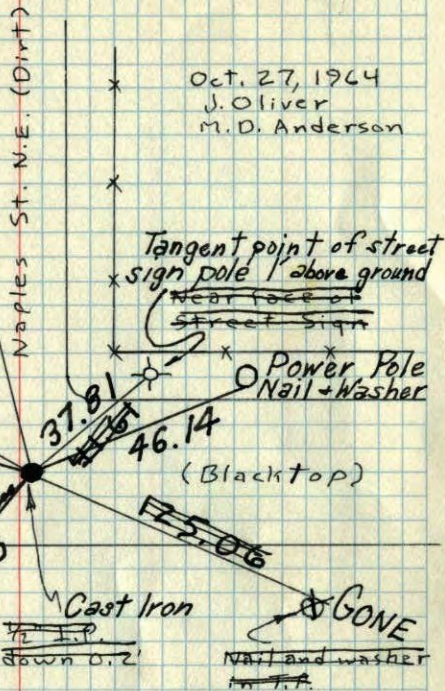 Oct. 27, 1964
J. Oliver
M.D. Anderson
Naples St. N.E. (Dirt)
Tangent point of street
sign pole 1' above ground
Near face of
Street Sign
Power Pole
Nail + Washer
37.81
46.14
(Blacktop)
25.06
Cast Iron
1/2" I.P.
down 0.2'
GONE
Nail and washer
in T.P.